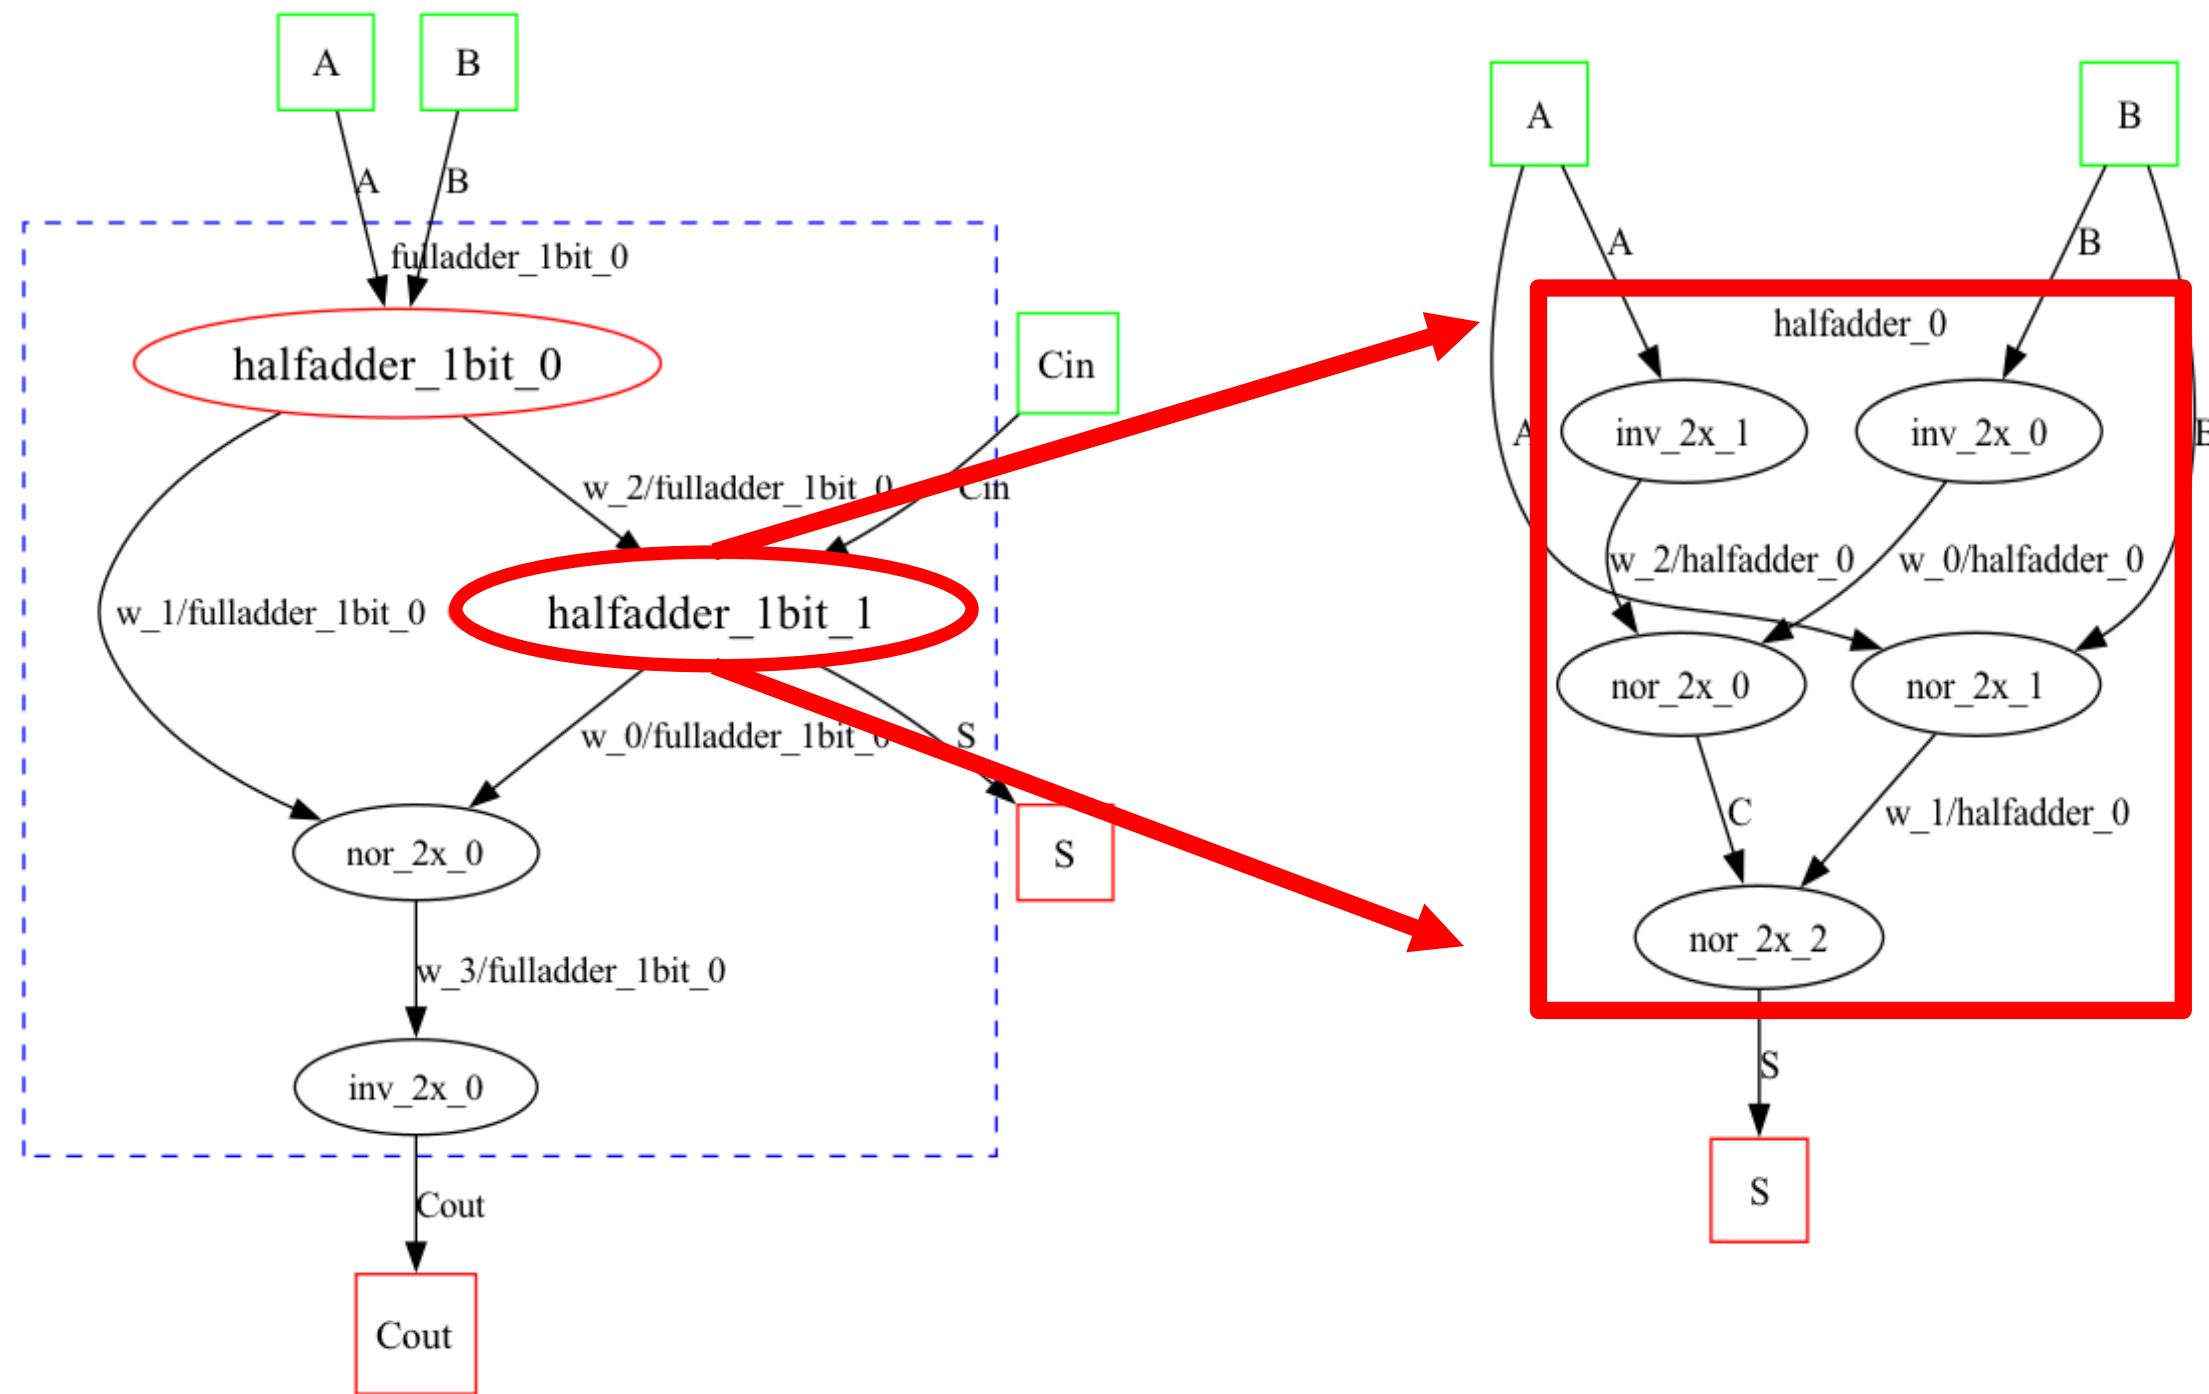 A
B
A
B
fulladder_1bit_0
halfadder_1bit_0
Cin
w_2/fulladder_1bit_0
Cin
w_1/fulladder_1bit_0
halfadder_1bit_1
w_0/fulladder_1bit_0
S
nor_2x_0
S
w_3/fulladder_1bit_0
inv_2x_0
Cout
Cout
A
B
A
B
halfadder_0
A
inv_2x_1
inv_2x_0
B
w_2/halfadder_0
w_0/halfadder_0
nor_2x_0
nor_2x_1
C
w_1/halfadder_0
nor_2x_2
S
S